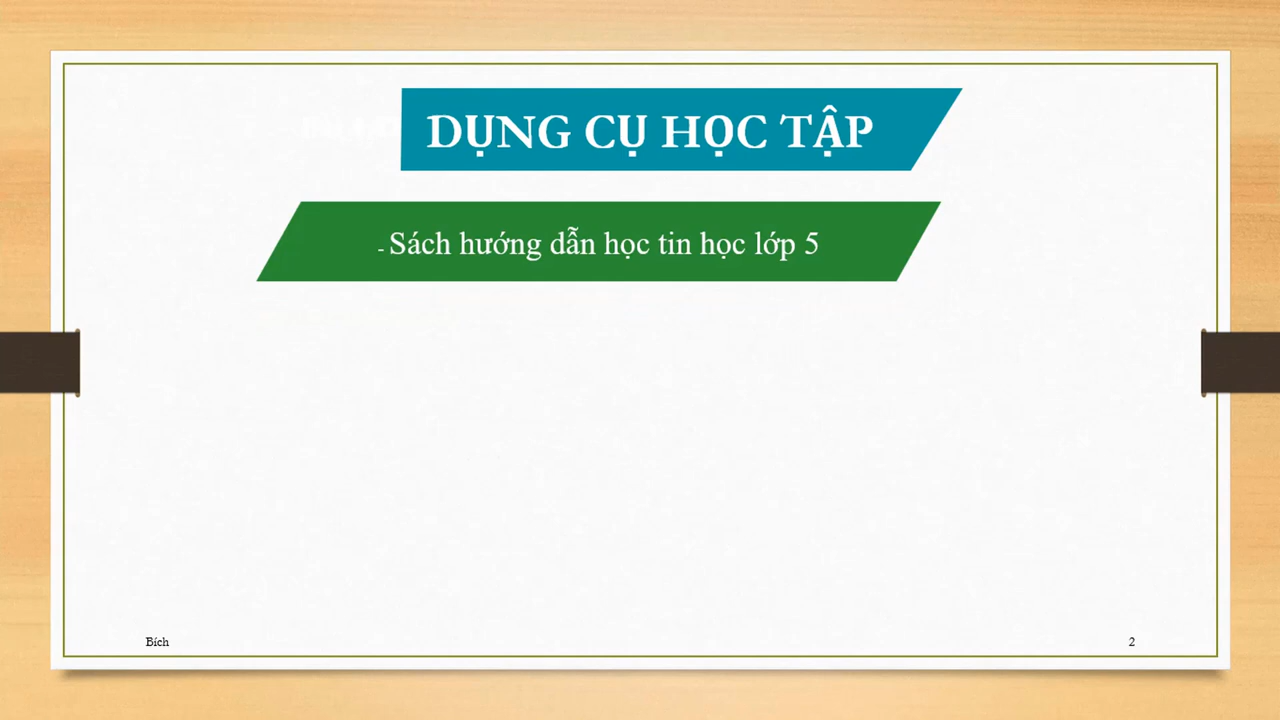 DỤNG CỤ HỌC TẬP
- Sách hướng dẫn học tin học lớp 5
Bích
2